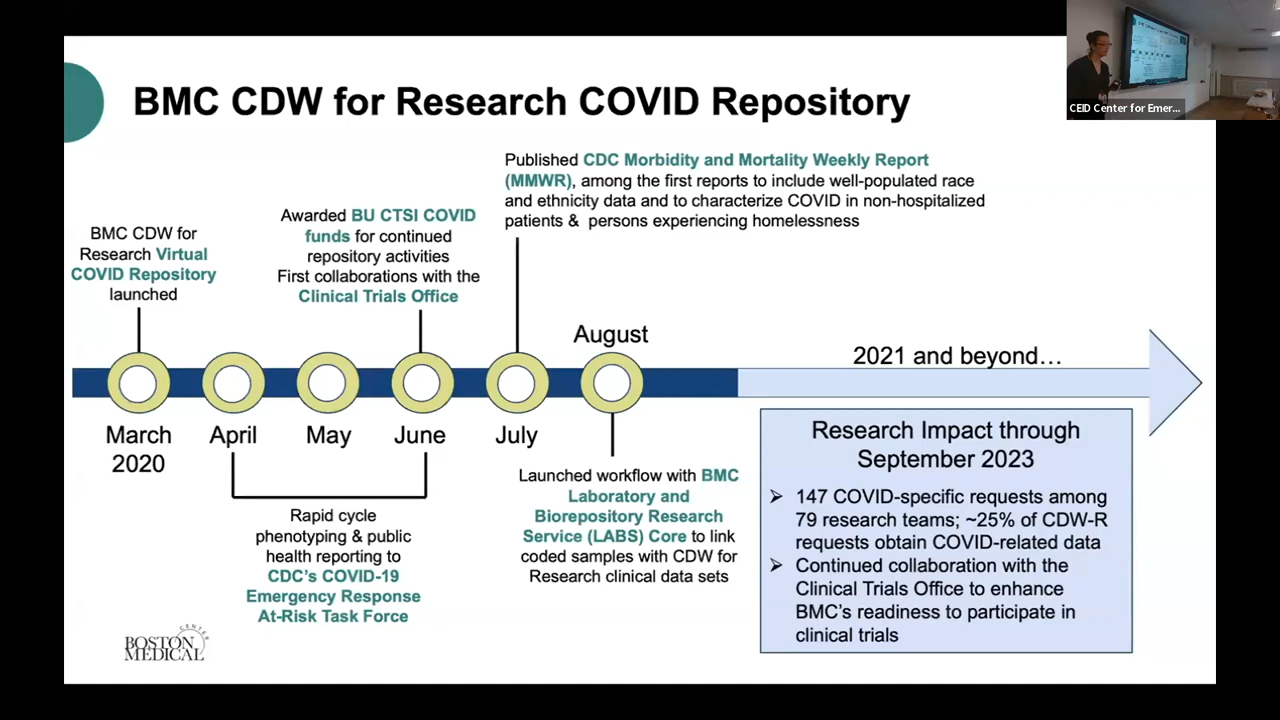 BMC CDW for Research COVID Repository
CEID Center for Emer...
Published CDC Morbidity and Mortality Weekly Report
(MMWR), among the first reports to include well-populated race
and ethnicity data and to characterize COVID in non-hospitalized
patients & persons experiencing homelessness
Awarded BU CTSI COVID
funds for continued
repository activities
First collaborations with the
Clinical Trials Office
BMC CDW for
Research Virtual
COVID Repository
launched
August
2021 and beyond…
March
2020
April
May
June
July
Rapid cycle
phenotyping & public
health reporting to
CDC's COVID-19
Emergency Response
At-Risk Task Force
Launched workflow with BMC
Laboratory and
Biorepository Research
Service (LABS) Core to link
coded samples with CDW for
Research clinical data sets
Research Impact through
September 2023
➢ 147 COVID-specific requests among
79 research teams; ~25% of CDW-R
requests obtain COVID-related data
➢ Continued collaboration with the
Clinical Trials Office to enhance
BMC's readiness to participate in
clinical trials
BOSTON
MEDICAL
CENTER